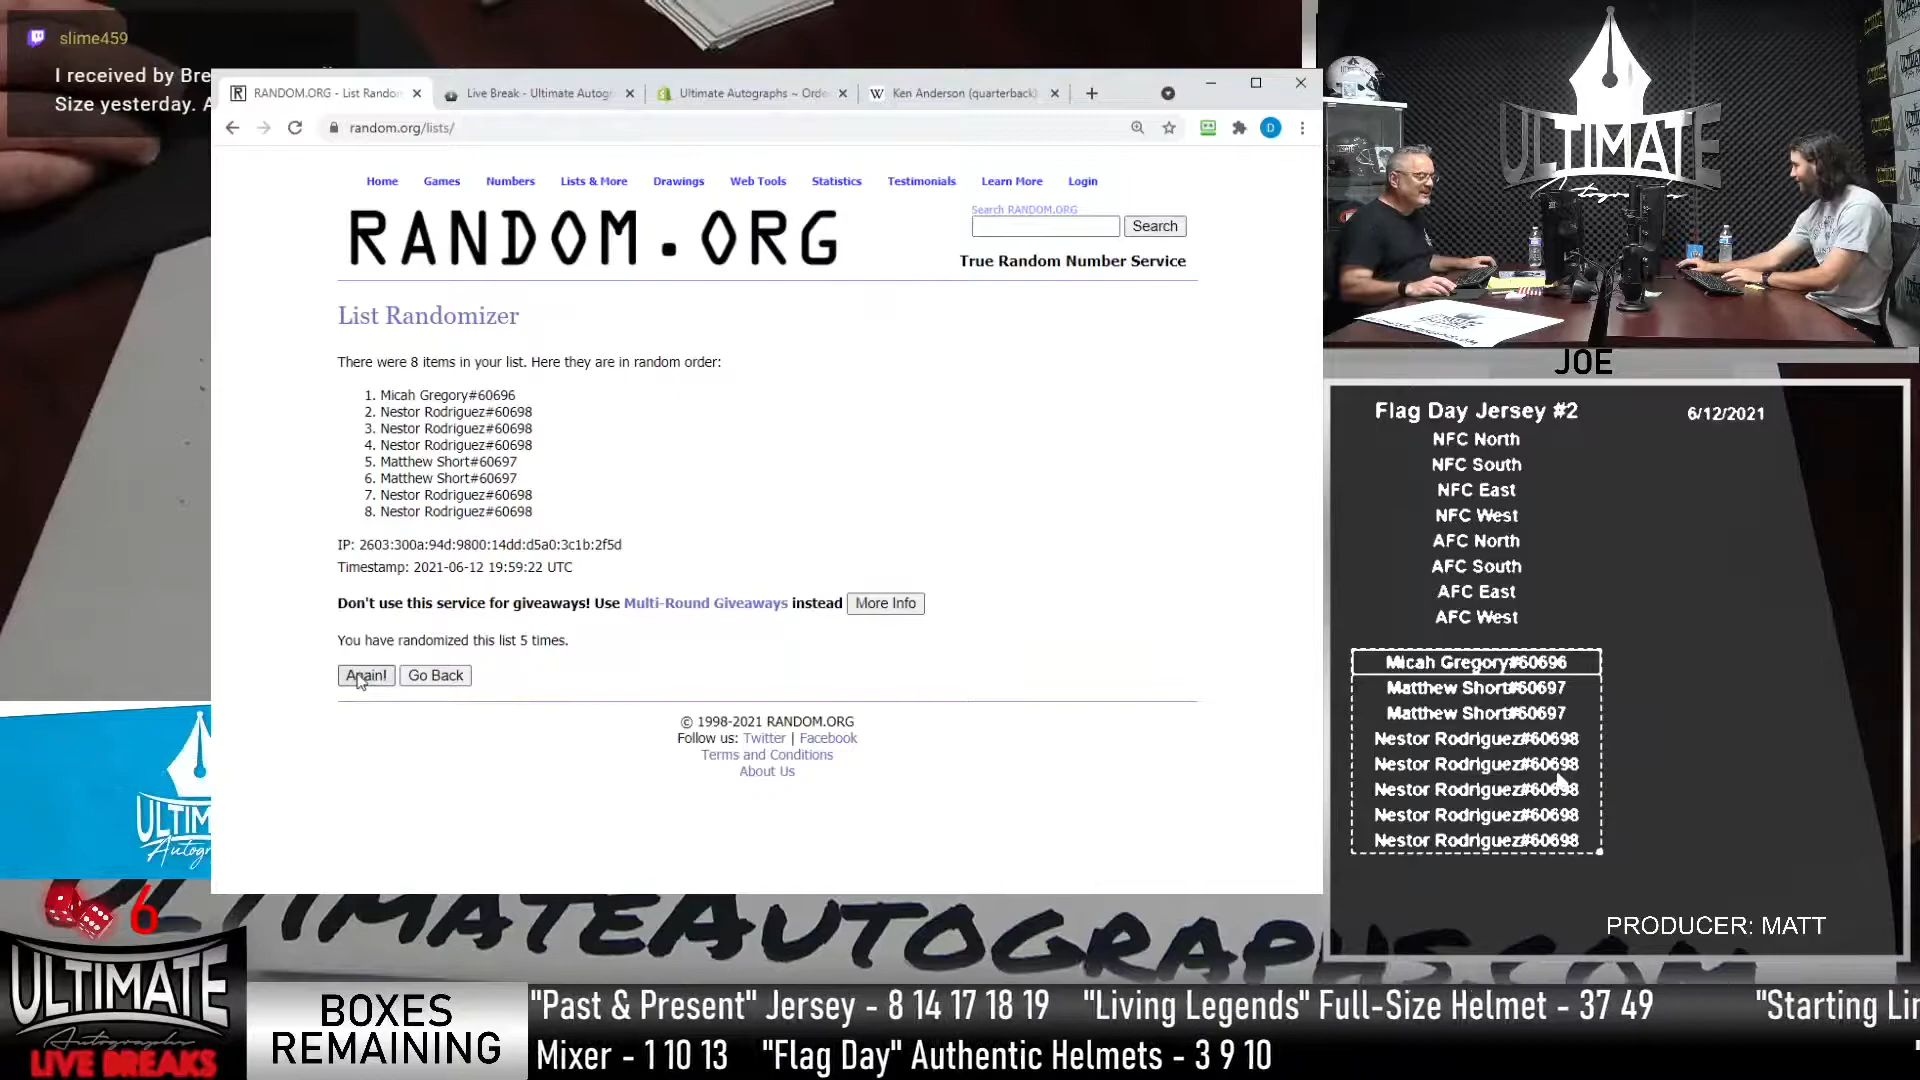 slime459
I received by Bre
Size yesterday. A
RANDOM.ORG - List Random
Live Break - Ultimate Autogr
Ultimate Autographs ~ Orde
Ken Anderson (quarterback)
random.org/lists/
D
Home Games Numbers Lists & More Drawings Web Tools Statistics Testimonials Learn More Login
RANDOM.ORG
Search RANDOM.ORG
Search
True Random Number Service
List Randomizer
There were 8 items in your list. Here they are in random order:
1. Micah Gregory#60696
2. Nestor Rodriguez#60698
3. Nestor Rodriguez#60698
4. Nestor Rodriguez#60698
5. Matthew Short#60697
6. Matthew Short#60697
7. Nestor Rodriguez#60698
8. Nestor Rodriguez#60698
IP: 2603:300a:94d:9800:14dd:d5a0:3c1b:2f5d
Timestamp: 2021-06-12 19:59:22 UTC
Don't use this service for giveaways! Use Multi-Round Giveaways instead More Info
You have randomized this list 5 times.
Again! Go Back
© 1998-2021 RANDOM.ORG
Follow us: Twitter | Facebook
Terms and Conditions
About Us
ULTIMATE
Autographs
JOE
Flag Day Jersey #2 6/12/2021
NFC North
NFC South
NFC East
NFC West
AFC North
AFC South
AFC East
AFC West
Micah Gregory#60696
Matthew Short#60697
Matthew Short#60697
Nestor Rodriguez#60698
Nestor Rodriguez#60698
Nestor Rodriguez#60698
Nestor Rodriguez#60698
Nestor Rodriguez#60698
PRODUCER: MATT
ULTIM
Autogr
6
ULTIMATEAUTOGRAPHS.COM
ULTIMATE
Autographs
LIVE BREAKS
BOXES
REMAINING
"Past & Present" Jersey - 8 14 17 18 19 "Living Legends" Full-Size Helmet - 37 49 "Starting Lin
Mixer - 1 10 13 "Flag Day" Authentic Helmets - 3 9 10